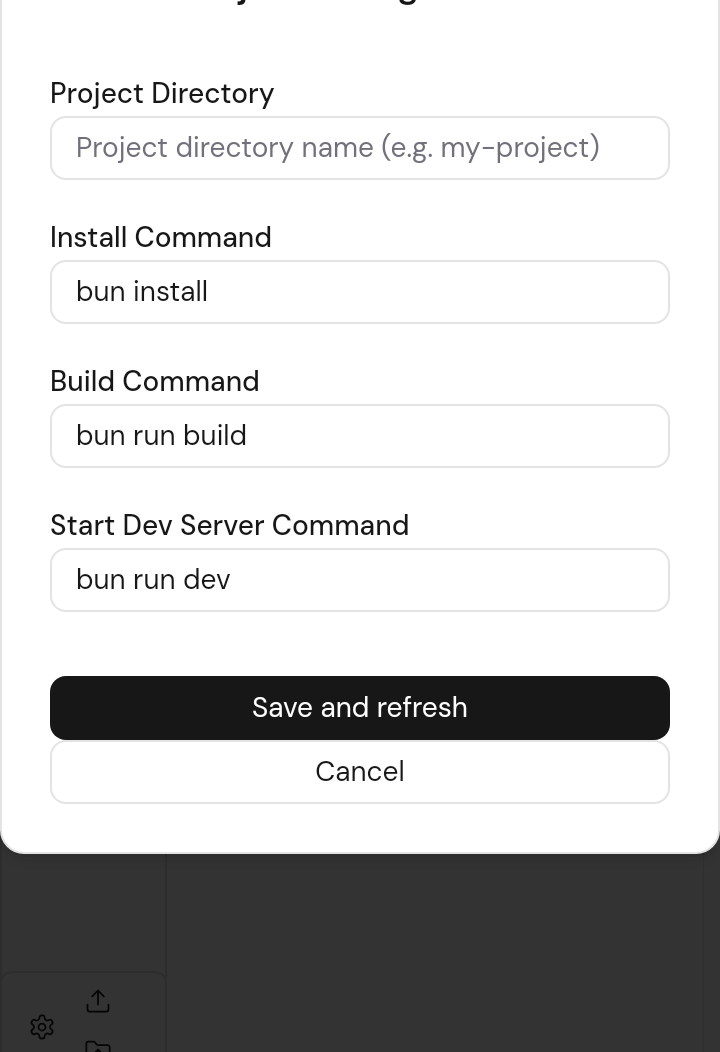 Project Directory
Project directory name (e.g. my-project)
Install Command
bun install
Build Command
bun run build
Start Dev Server Command
bun run dev
Save and refresh
Cancel